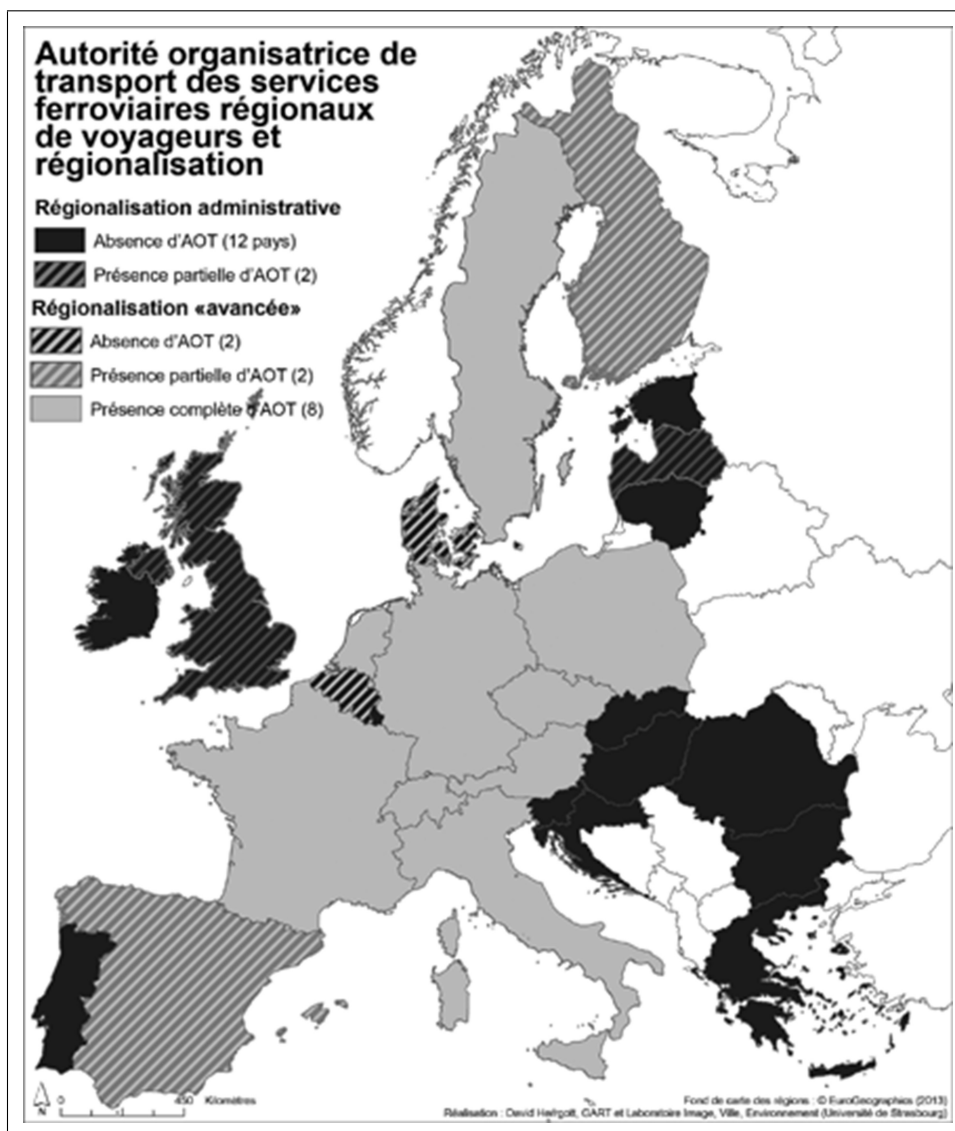 Autorité organisatrice de
transport des services
ferroviaires régionaux
de voyageurs et
régionalisation
Régionalisation administrative
Absence d'AOT (12 pays)
Présence partielle d'AOT (2)
Régionalisation «avancée»
Absence d'AOT (2)
Présence partielle d'AOT (2)
Présence complète d'AOT (8)
N
0 450 Kilomètres
Fond de carte des régions : © EuroGeographics (2013)
Réalisation : David Herrgott, GART et Laboratoire Image, Ville, Environnement (Université de Strasbourg)